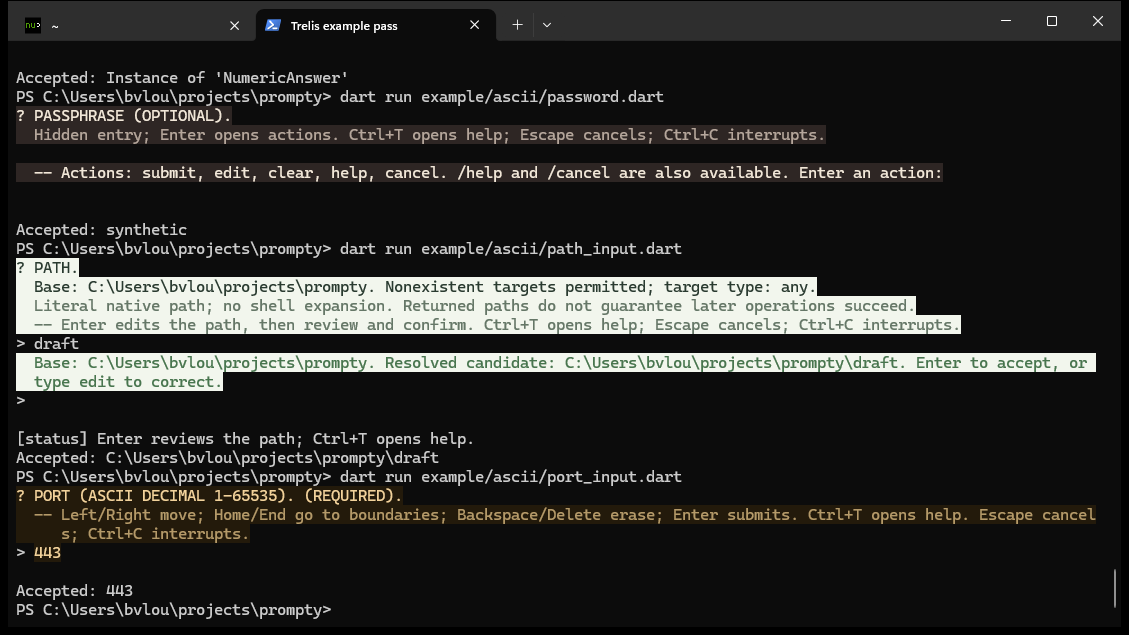 nu> ~
Trelis example pass
Accepted: Instance of 'NumericAnswer'
PS C:\Users\bvlou\projects\prompty> dart run example/ascii/password.dart
? PASSPHRASE (OPTIONAL).
Hidden entry; Enter opens actions. Ctrl+T opens help; Escape cancels; Ctrl+C interrupts.
-- Actions: submit, edit, clear, help, cancel. /help and /cancel are also available. Enter an action:
Accepted: synthetic
PS C:\Users\bvlou\projects\prompty> dart run example/ascii/path_input.dart
? PATH.
Base: C:\Users\bvlou\projects\prompty. Nonexistent targets permitted; target type: any.
Literal native path; no shell expansion. Returned paths do not guarantee later operations succeed.
-- Enter edits the path, then review and confirm. Ctrl+T opens help; Escape cancels; Ctrl+C interrupts.
> draft
Base: C:\Users\bvlou\projects\prompty. Resolved candidate: C:\Users\bvlou\projects\prompty\draft. Enter to accept, or
type edit to correct.
>
[status] Enter reviews the path; Ctrl+T opens help.
Accepted: C:\Users\bvlou\projects\prompty\draft
PS C:\Users\bvlou\projects\prompty> dart run example/ascii/port_input.dart
? PORT (ASCII DECIMAL 1-65535). (REQUIRED).
-- Left/Right move; Home/End go to boundaries; Backspace/Delete erase; Enter submits. Ctrl+T opens help. Escape cancel
s; Ctrl+C interrupts.
> 443
Accepted: 443
PS C:\Users\bvlou\projects\prompty>